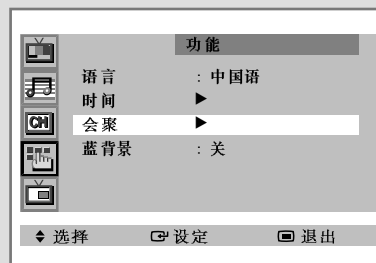 功能
语言 : 中国语
时间 ▶
CH 会聚 ▶
蓝背景 : 关
选择 设定 退出